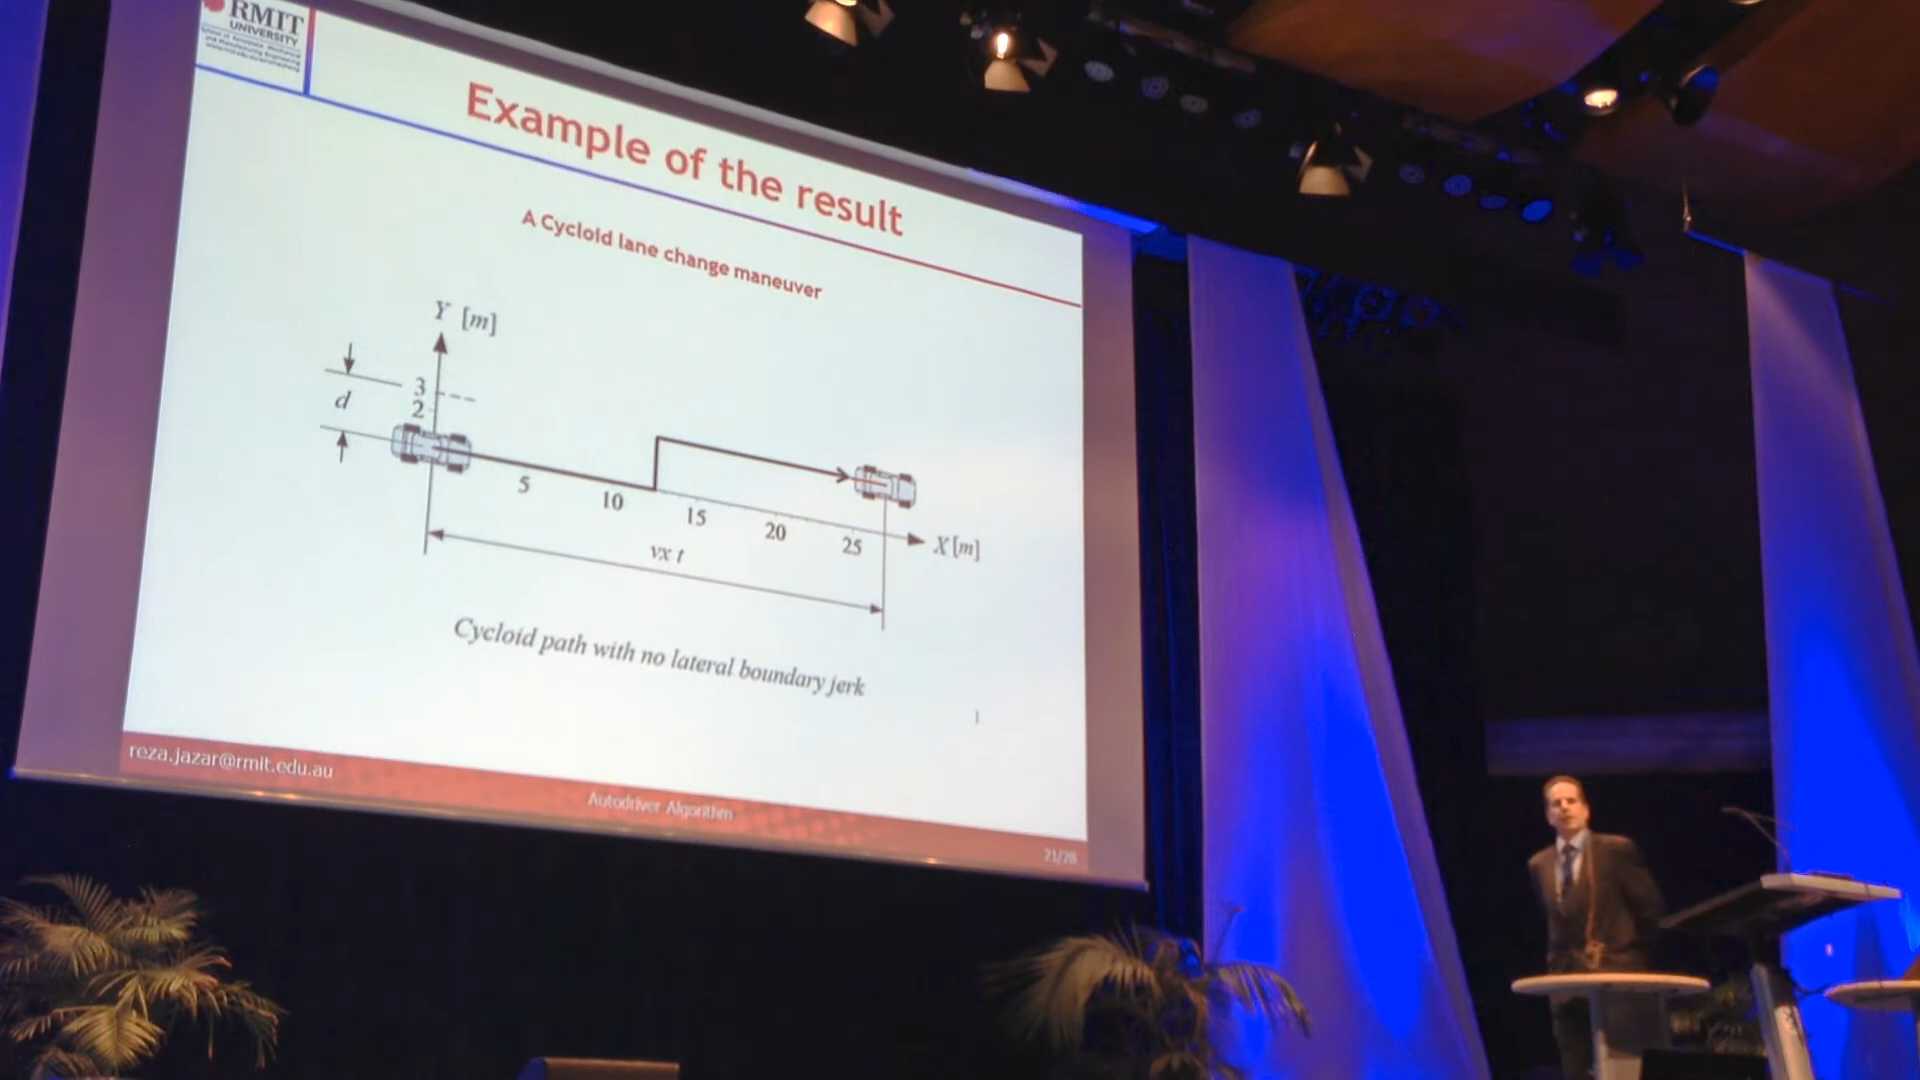 RMIT
UNIVERSITY
Example of the result
A Cycloid lane change maneuver
Y [m]
3
d
2
5
10
15
20
25
X [m]
vx t
Cycloid path with no lateral boundary jerk
reza.jazar@rmit.edu.au
Autodriver Algorithm
21/28